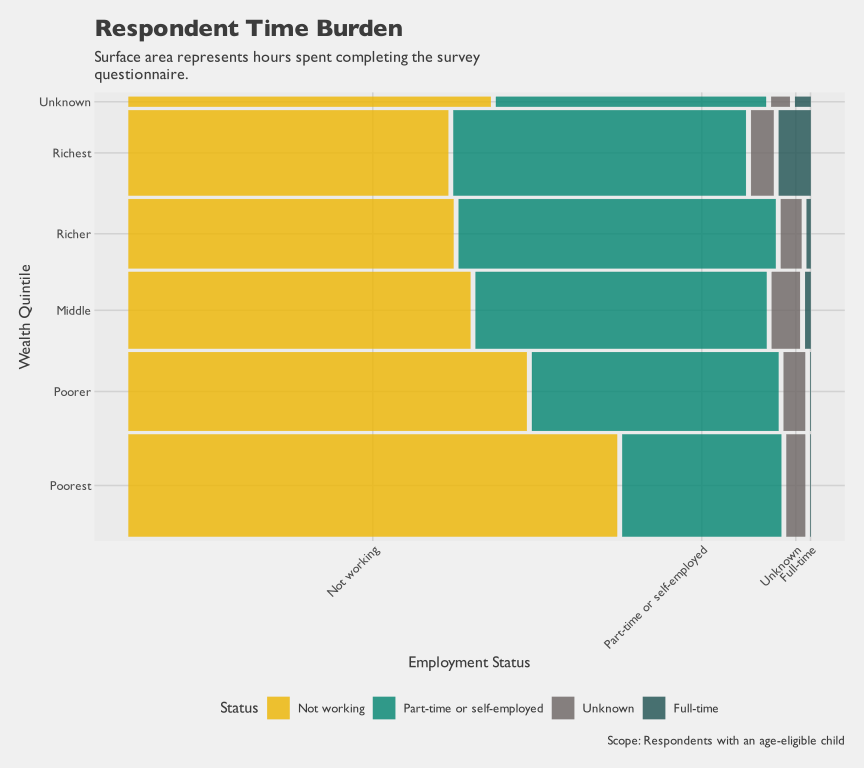 Respondent Time Burden
Surface area represents hours spent completing the survey
questionnaire.
Unknown
Richest
Richer
Middle
Poorer
Poorest
Wealth Quintile
Not working
Part-time or self-employed
Unknown
Full-time
Employment Status
Status
Not working
Part-time or self-employed
Unknown
Full-time
Scope: Respondents with an age-eligible child